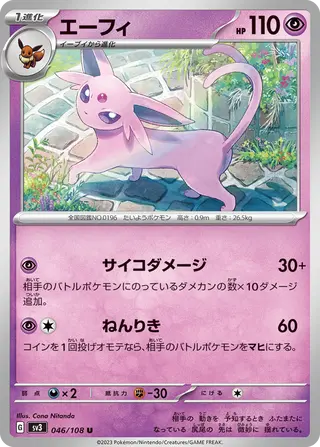 1進化
エーフィ
HP 110
イーブイから進化
全国図鑑NO.0196 たいようポケモン 高さ:0.9m 重さ:26.5kg
サイコダメージ 30+
相手のバトルポケモンにのっているダメカンの数×10ダメージ
追加。
ねんりき 60
コインを1回投げオモテなら、相手のバトルポケモンをマヒにする。
Illus. Cona Nitanda
弱点 ×2 抵抗力 -30 にげる
G sv3 046/108 U
©2023 Pokémon/Nintendo/Creatures/GAME FREAK.